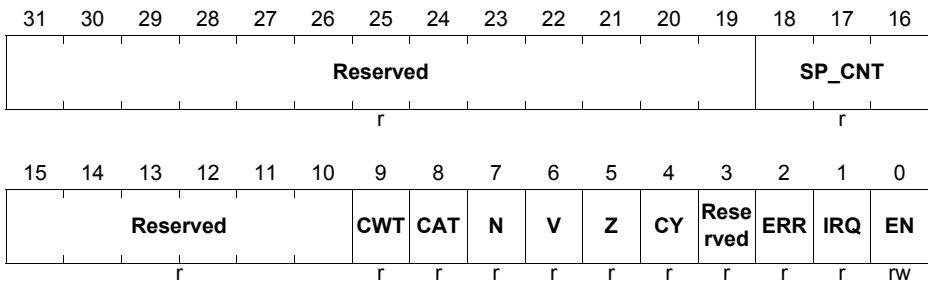 31 30 29 28 27 26 25 24 23 22 21 20 19 18 17 16
Reserved SP_CNT
r r
15 14 13 12 11 10 9 8 7 6 5 4 3 2 1 0
Reserved CWT CAT N V Z CY Rese ERR IRQ EN
rved
r r r r r r r r r r rw